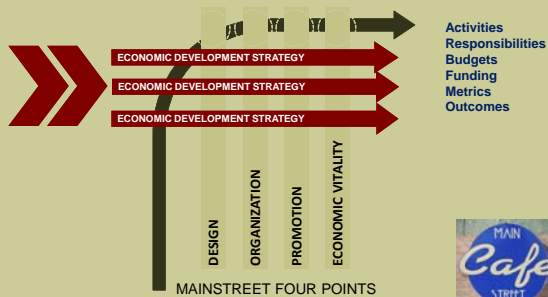 Activities
Responsibilities
Budgets
Funding
Metrics
Outcomes
ECONOMIC DEVELOPMENT STRATEGY
ECONOMIC DEVELOPMENT STRATEGY
ECONOMIC DEVELOPMENT STRATEGY
DESIGN
ORGANIZATION
PROMOTION
ECONOMIC VITALITY
MAINSTREET FOUR POINTS
MAIN
Cafe
STREET